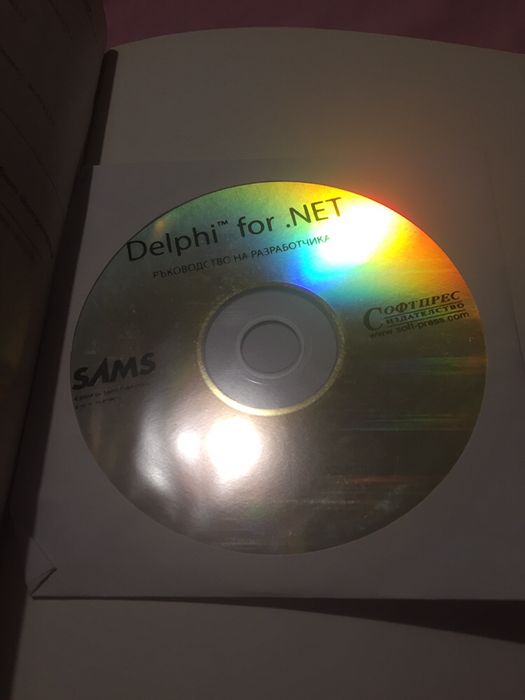 Delphi™ for .NET
РЪКОВОДСТВО НА РАЗРАБОТЧИКА
СОФТПРЕС
ИЗДАТЕЛСТВО
www.soft-press.com
SAMS